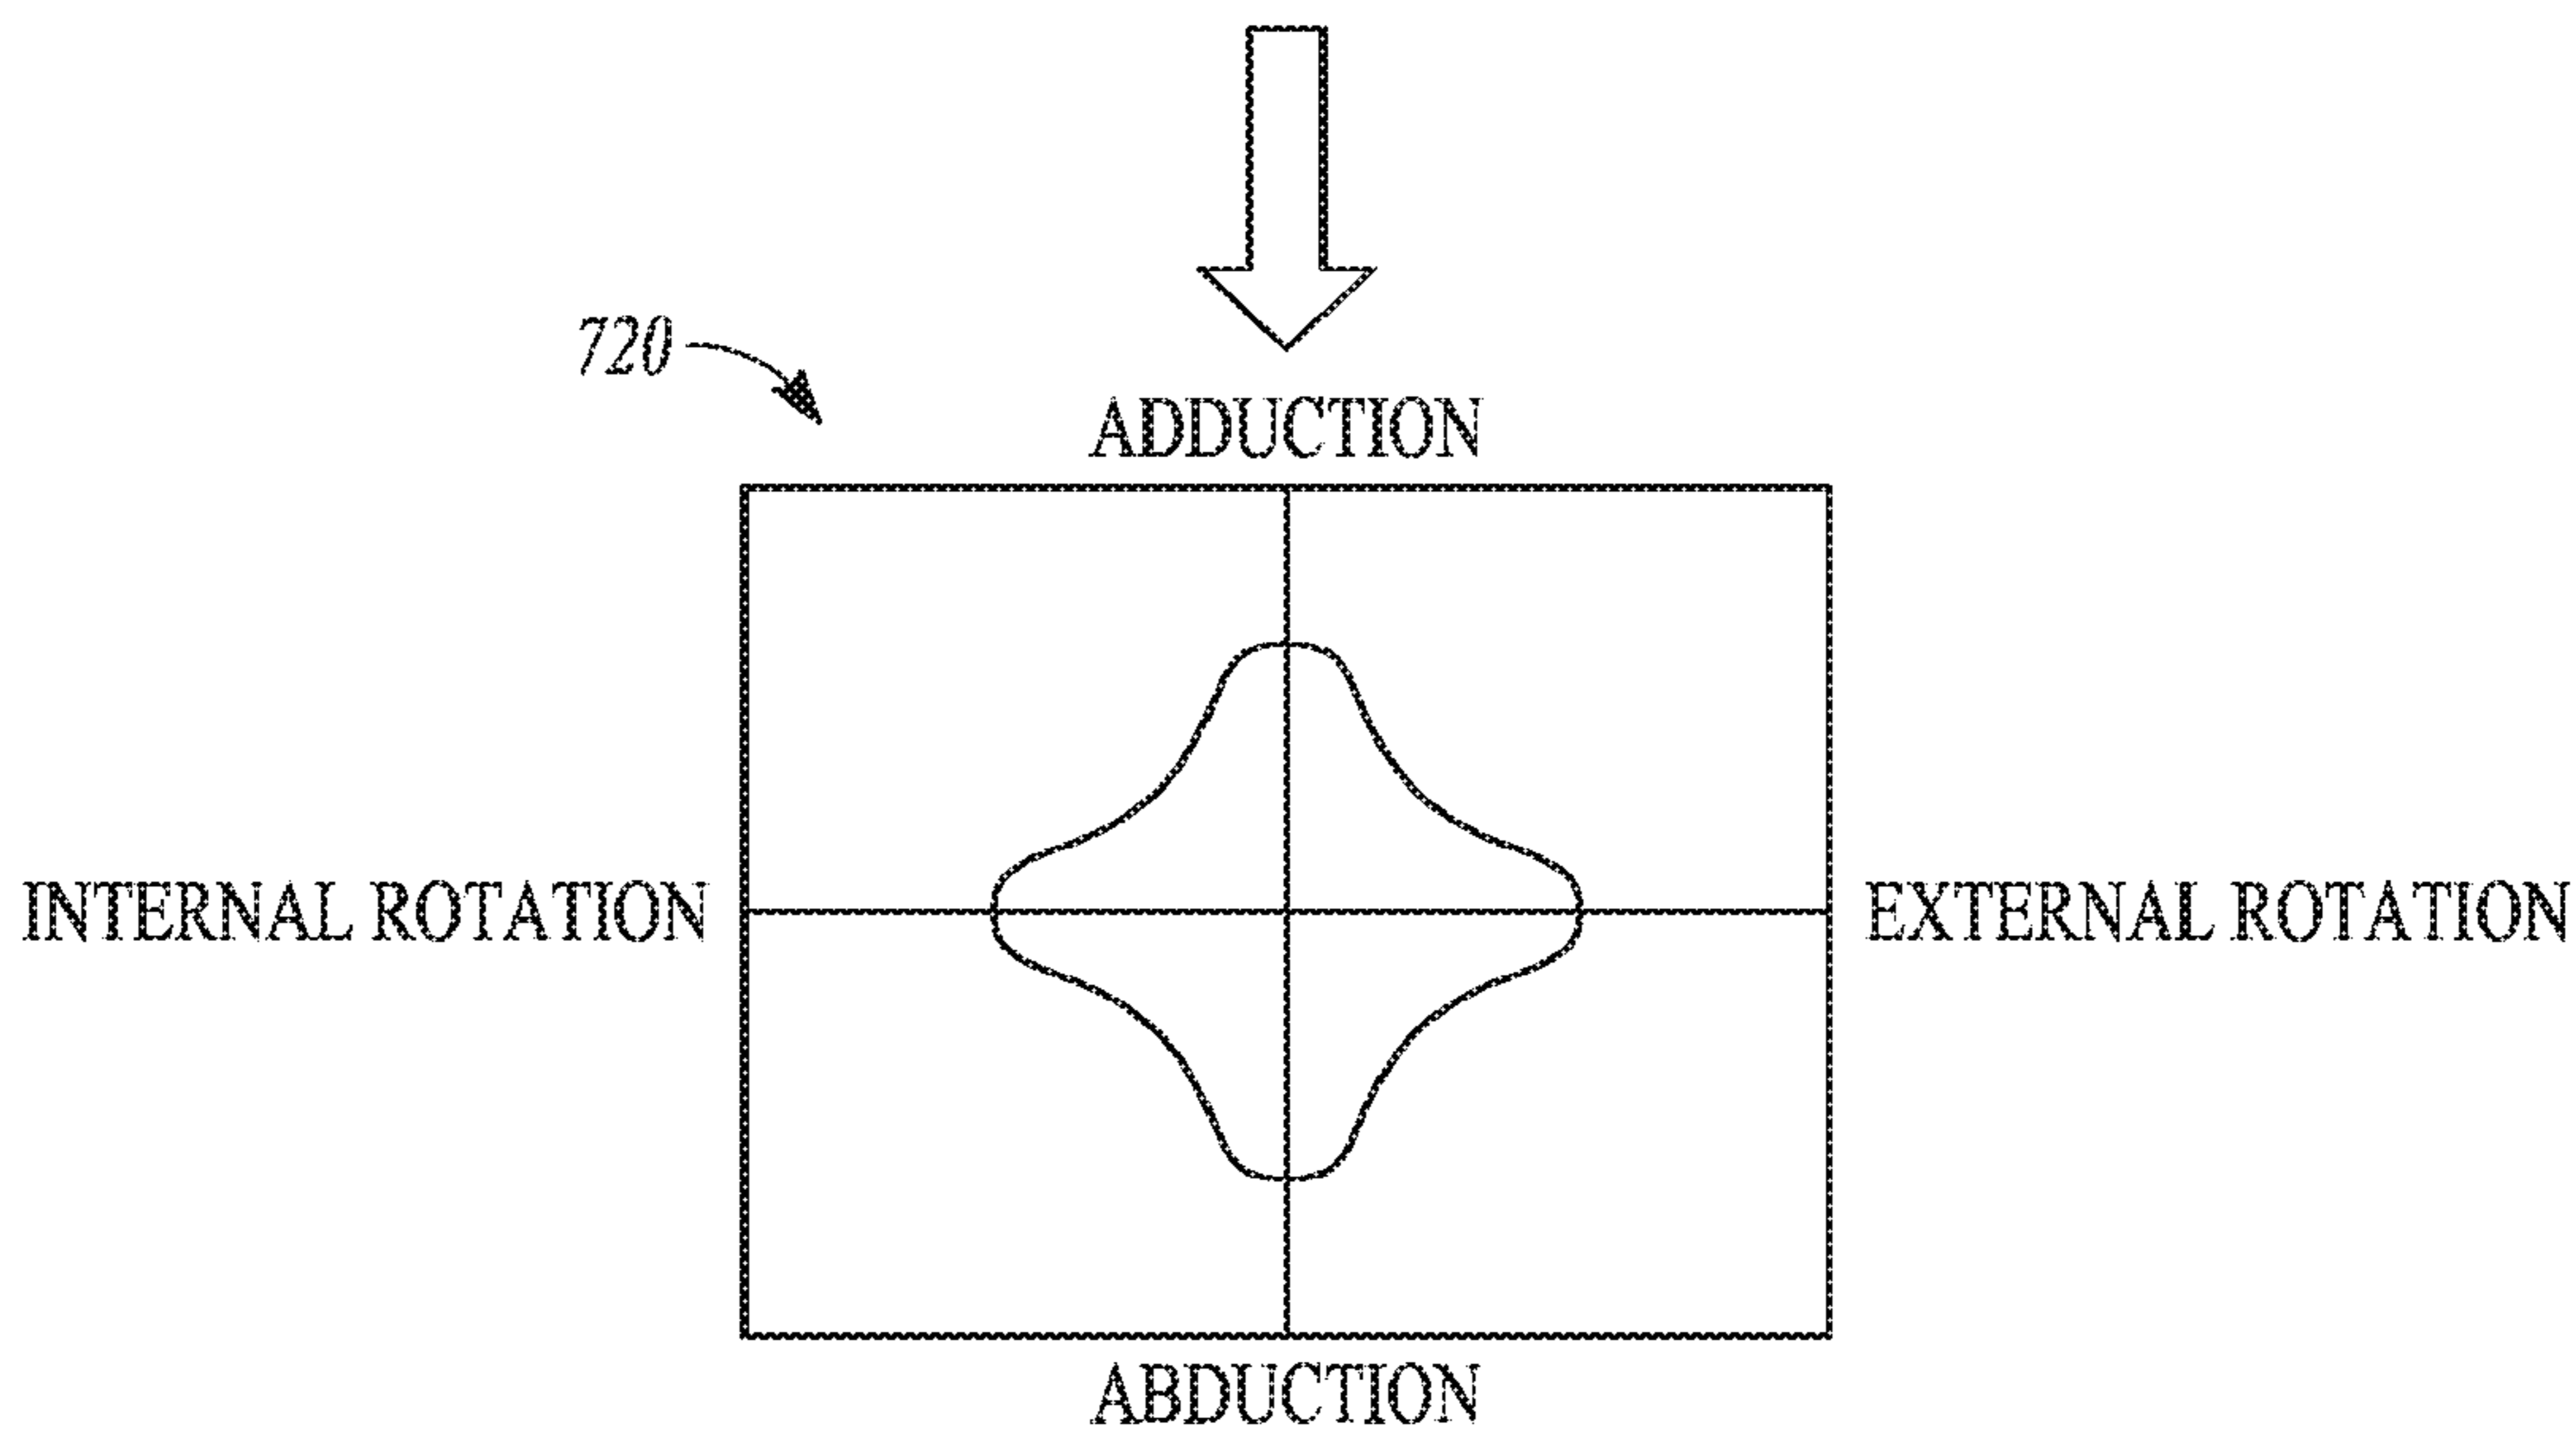 720
ADDUCTION
INTERNAL ROTATION
EXTERNAL ROTATION
ABDUCTION